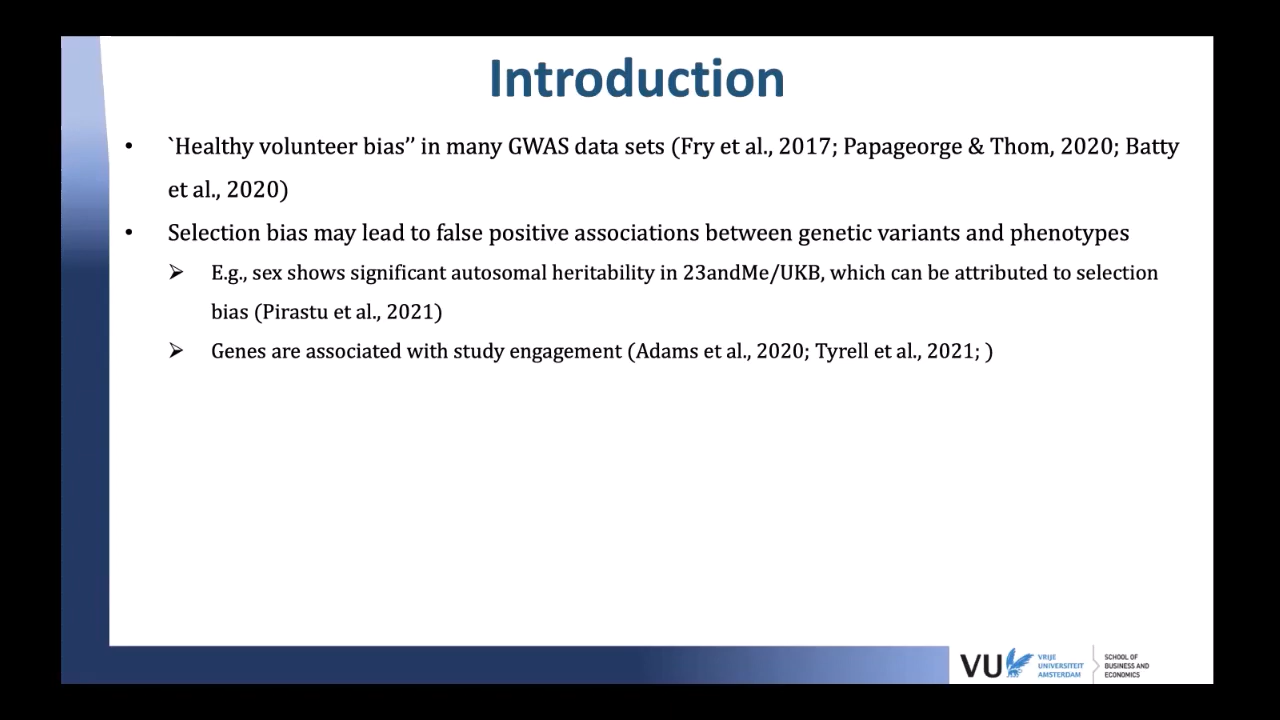 Introduction
• `Healthy volunteer bias’’ in many GWAS data sets (Fry et al., 2017; Papageorge & Thom, 2020; Batty
et al., 2020)
• Selection bias may lead to false positive associations between genetic variants and phenotypes
➢ E.g., sex shows significant autosomal heritability in 23andMe/UKB, which can be attributed to selection
bias (Pirastu et al., 2021)
➢ Genes are associated with study engagement (Adams et al., 2020; Tyrell et al., 2021; )
VU
VRIJE
UNIVERSITEIT
AMSTERDAM
SCHOOL OF
BUSINESS AND
ECONOMICS